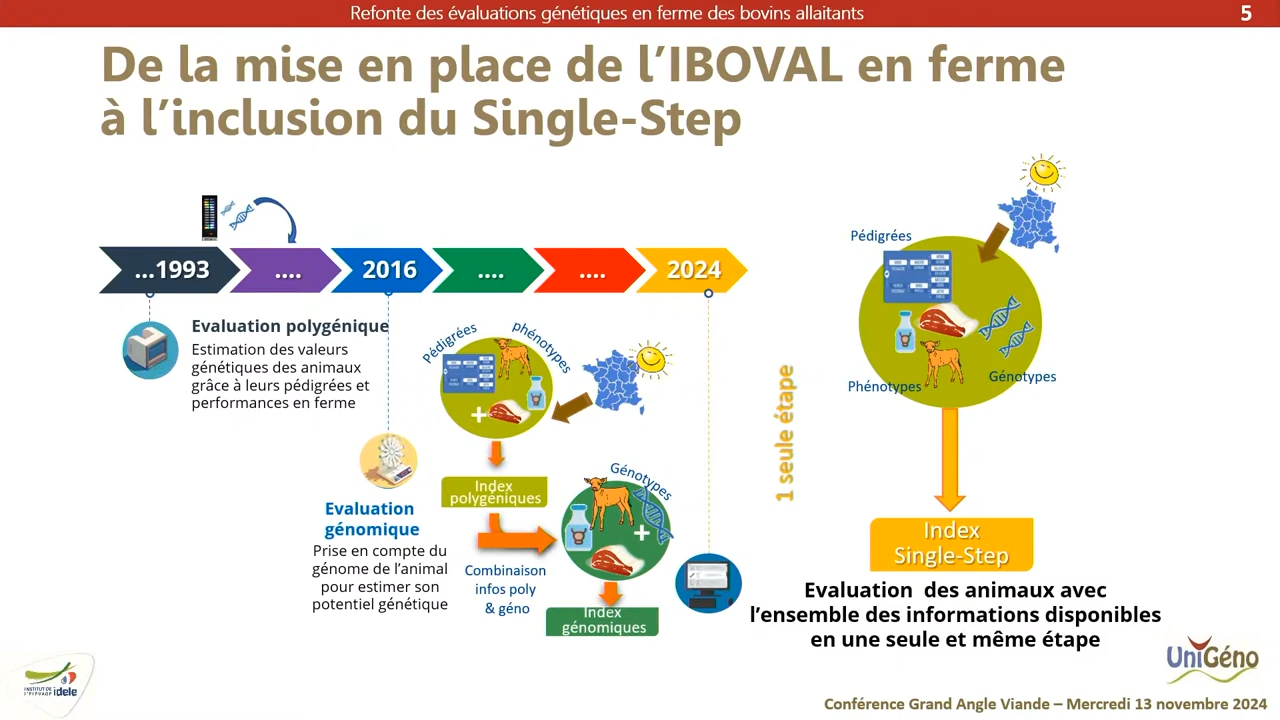 Refonte des évaluations génétiques en ferme des bovins allaitants
5
De la mise en place de l'IBOVAL en ferme
à l'inclusion du Single-Step
...1993
....
2016
....
....
2024
Evaluation polygénique
Estimation des valeurs
génétiques des animaux
grâce à leurs pédigrées et
performances en ferme
Evaluation
génomique
Prise en compte du
génome de l'animal
pour estimer son
potentiel génétique
Pédigrées
phénotypes
+
Index
polygéniques
Combinaison
infos poly
& géno
Génotypes
+
Index
génomiques
1 seule étape
Pédigrées
Phénotypes
Génotypes
Index
Single-Step
Evaluation des animaux avec
l'ensemble des informations disponibles
en une seule et même étape
INSTITUT DE
L'ELEVAGE idele
UniGéno
Conférence Grand Angle Viande – Mercredi 13 novembre 2024